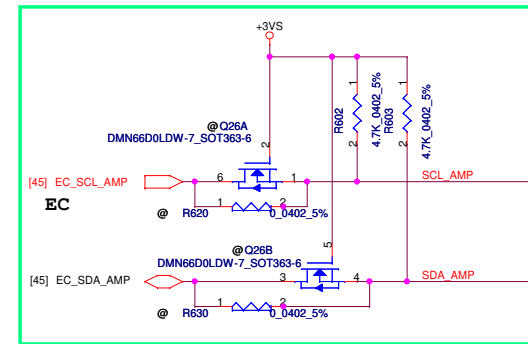 +3VS
@Q26A
DMN66D0LDW-7_SOT363-6
2
1
R602
2
4.7K_0402_5%
1
R603
2
4.7K_0402_5%
[45] EC_SCL_AMP
6
1
SCL_AMP
EC
@
R620
1
2
0_0402_5%
@Q26B
DMN66D0LDW-7_SOT363-6
5
[45] EC_SDA_AMP
3
4
SDA_AMP
@
R630
1
2
0_0402_5%